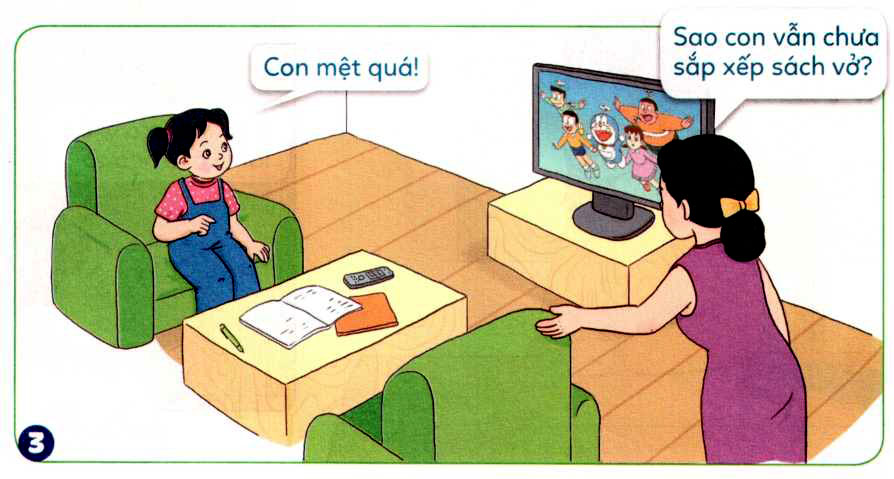 Con mệt quá!
Sao con vẫn chưa
sắp xếp sách vở?
3